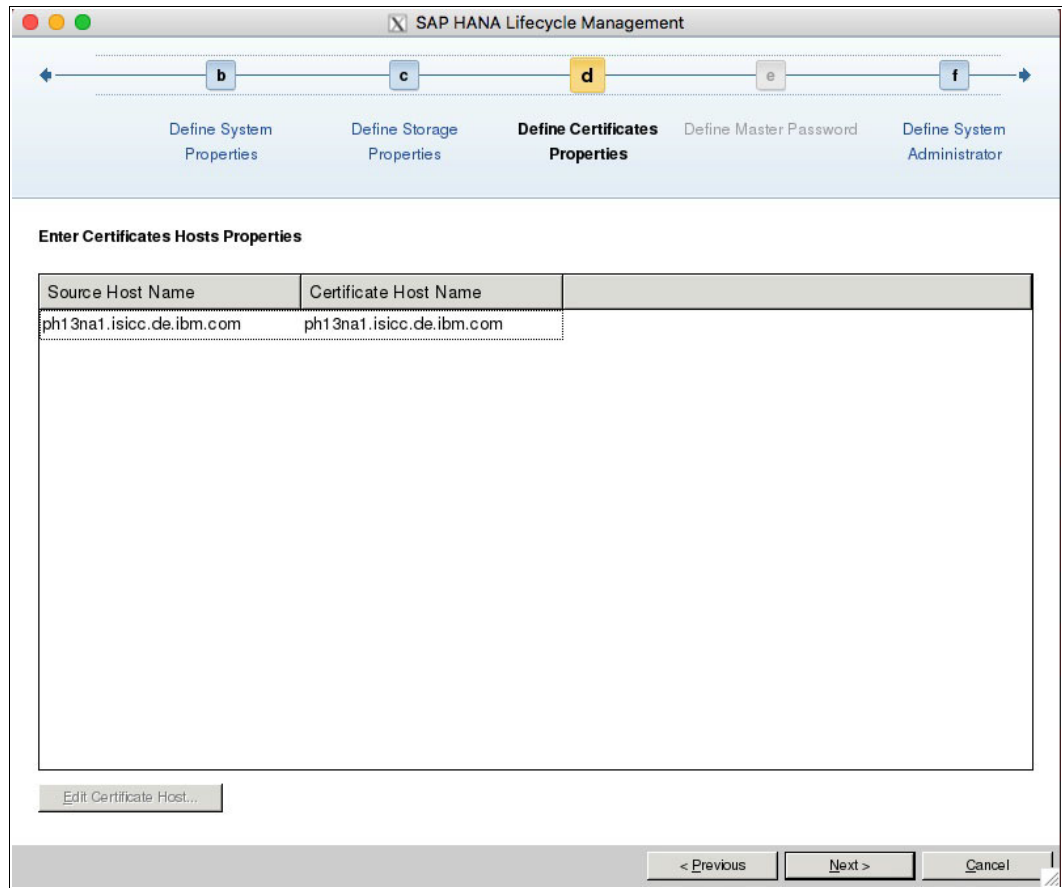 SAP HANA Lifecycle Management
b c d e f
Define System Define Storage Define Certificates Define Master Password Define System
Properties Properties Properties Administrator
Enter Certificates Hosts Properties
Source Host Name Certificate Host Name
ph13na1.isicc.de.ibm.com ph13na1.isicc.de.ibm.com
Edit Certificate Host...
< Previous Next > Cancel